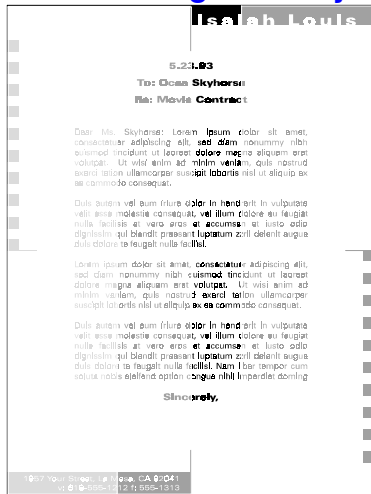 Isaiah Louis
5.23.93
To: Ocas Skyhorse
Re: Movie Contract
Dear Ms. Skyhorse: Lorem ipsum dolor sit amet,
consectetuer adipiscing elit, sed diam nonummy nibh
euismod tincidunt ut laoreet dolore magna aliquam erat
volutpat. Ut wisi enim ad minim veniam, quis nostrud
exerci tation ullamcorper suscipit lobortis nisl ut aliquip ex
ea commodo consequat.
Duis autem vel eum iriure dolor in hendrerit in vulputate
velit esse molestie consequat, vel illum dolore eu feugiat
nulla facilisis at vero eros et accumsan et iusto odio
dignissim qui blandit praesent luptatum zzril delenit augue
duis dolore te feugait nulla facilisi.
Lorem ipsum dolor sit amet, consectetuer adipiscing elit,
sed diam nonummy nibh euismod tincidunt ut laoreet
dolore magna aliquam erat volutpat. Ut wisi enim ad
minim veniam, quis nostrud exerci tation ullamcorper
suscipit lobortis nisl ut aliquip ex ea commodo consequat.
Duis autem vel eum iriure dolor in hendrerit in vulputate
velit esse molestie consequat, vel illum dolore eu feugiat
nulla facilisis at vero eros et accumsan et iusto odio
dignissim qui blandit praesent luptatum zzril delenit augue
duis dolore te feugait nulla facilisi. Nam liber tempor cum
soluta nobis eleifend option congue nihil imperdiet doming
Sincerely,
1957 Your Street, La Mesa, CA 92041
v: 619-555-1212 f: 555-1313